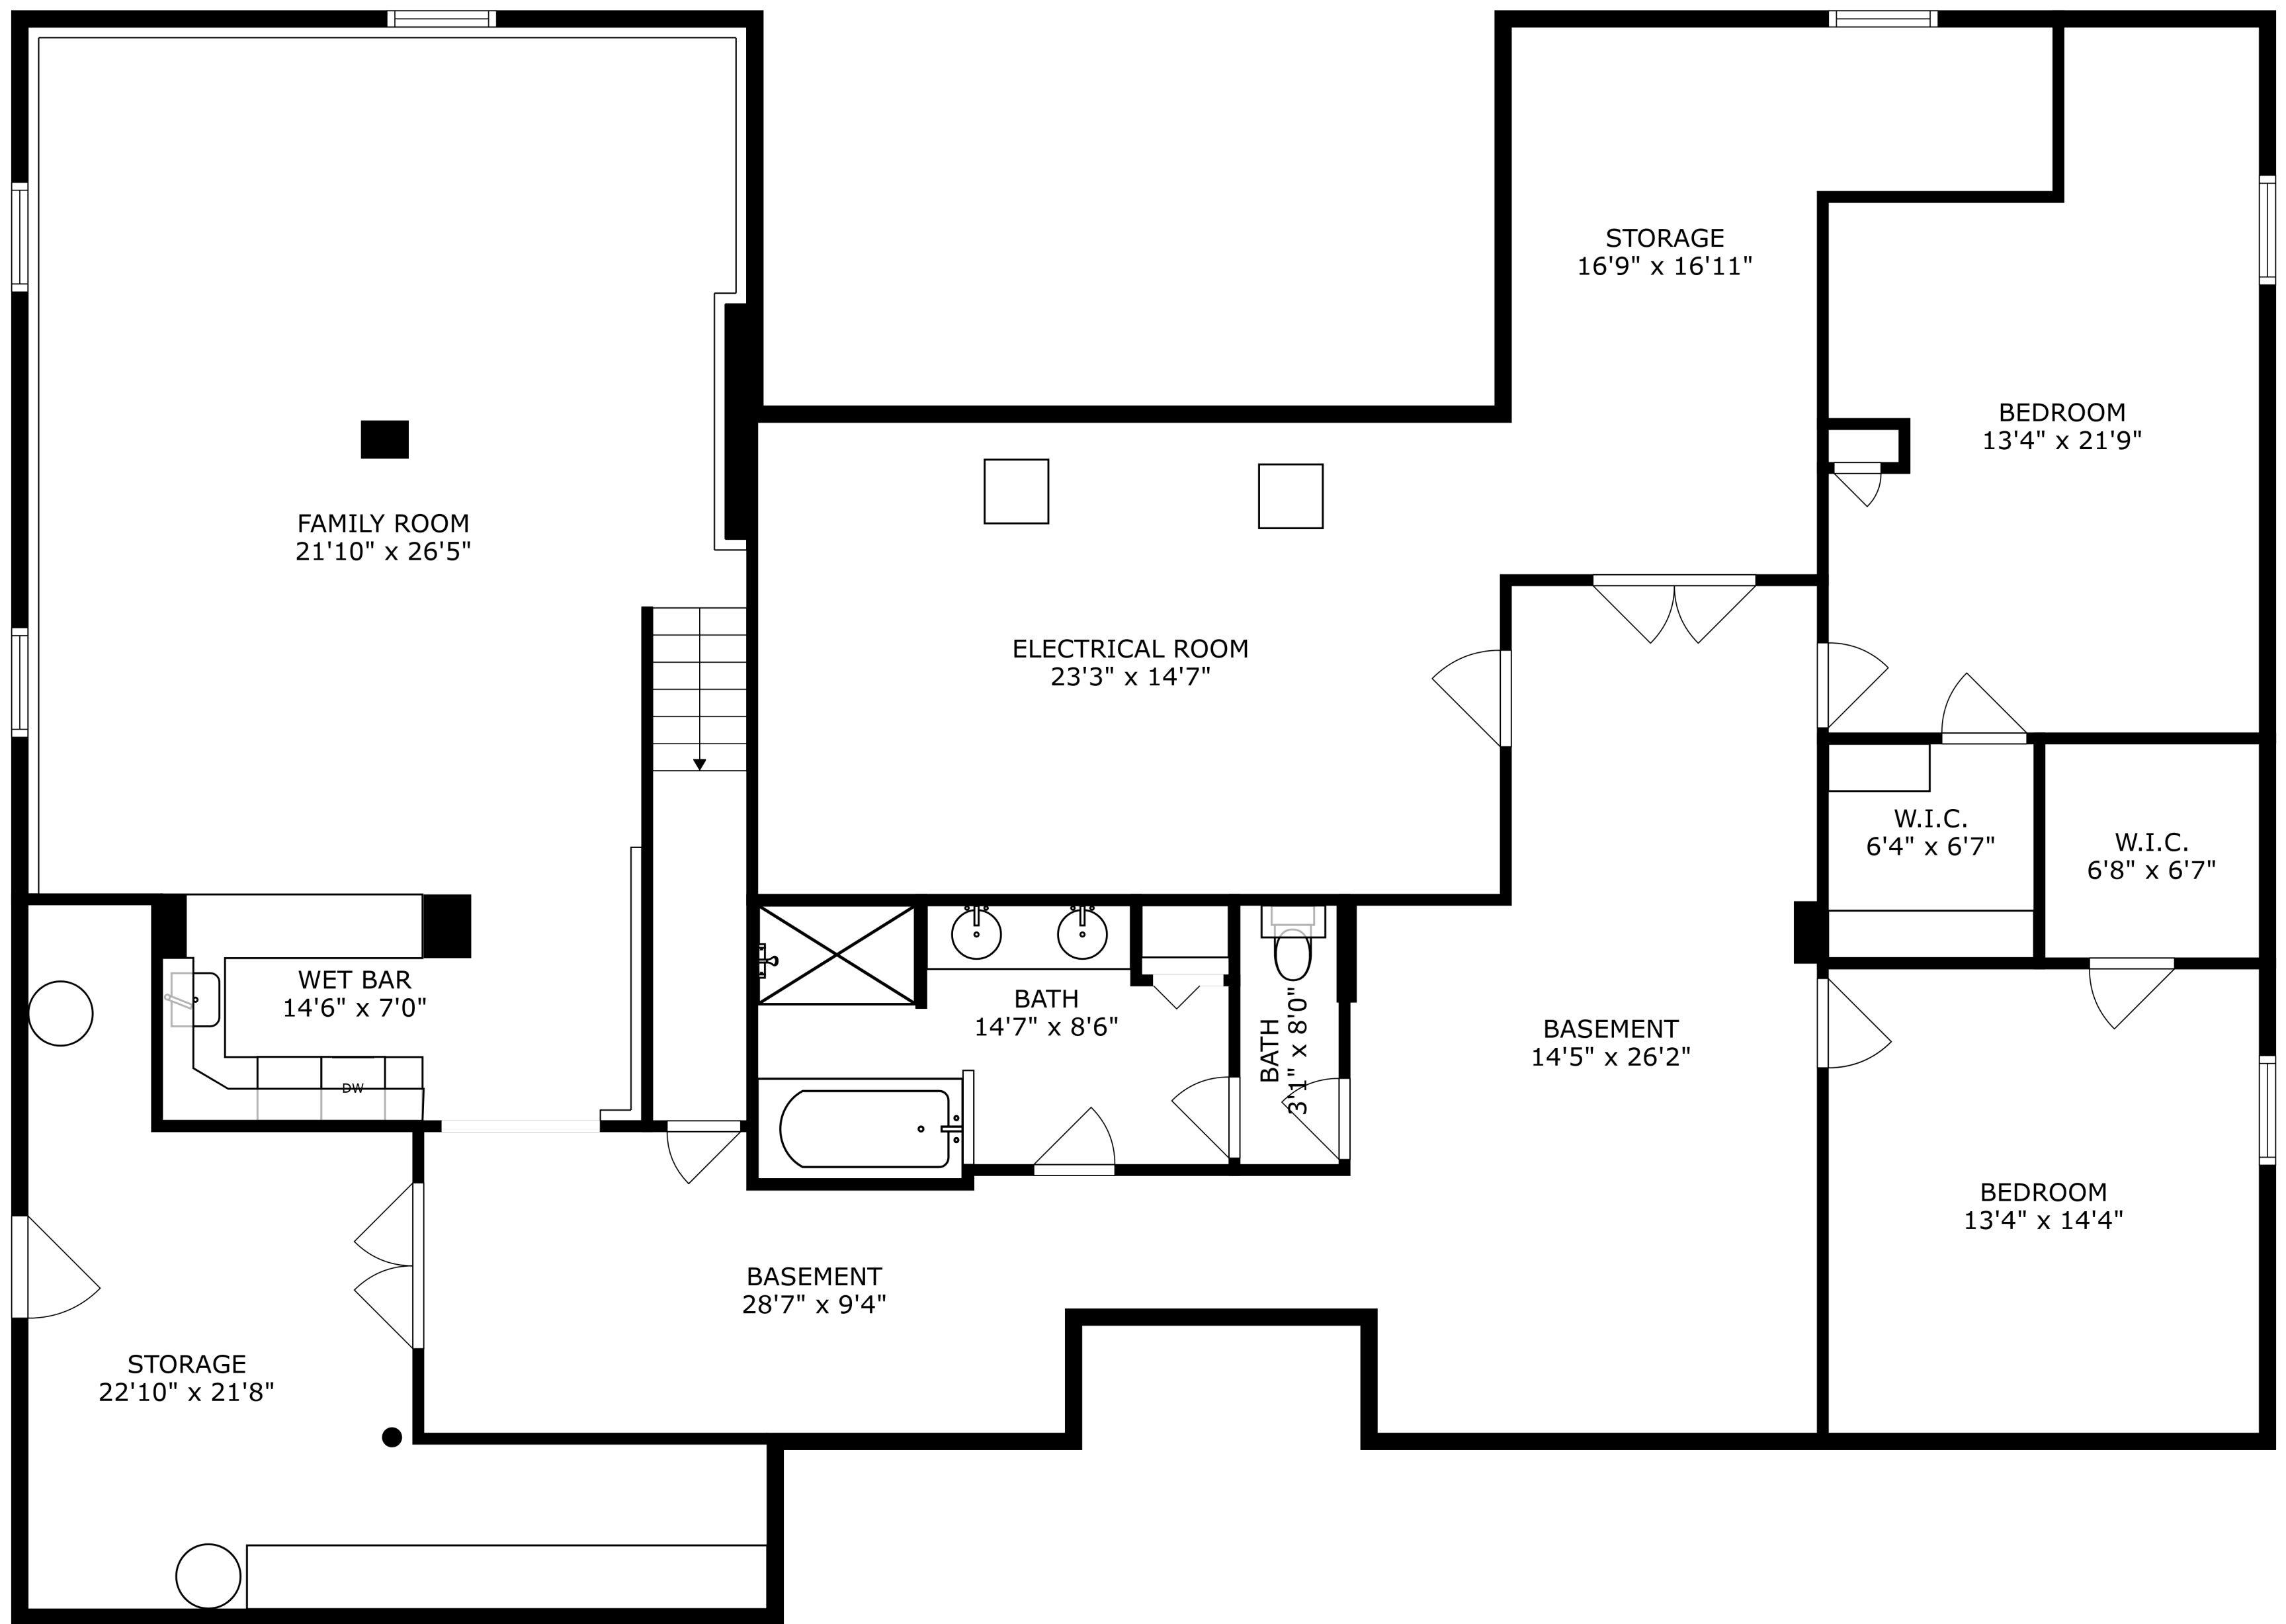 STORAGE
16'9" x 16'11"
BEDROOM
13'4" x 21'9"
FAMILY ROOM
21'10" x 26'5"
ELECTRICAL ROOM
23'3" x 14'7"
W.I.C.
6'4" x 6'7"
W.I.C.
6'8" x 6'7"
WET BAR
14'6" x 7'0"
DW
BATH
14'7" x 8'6"
BATH
3'1" x 8'0"
BASEMENT
14'5" x 26'2"
BEDROOM
13'4" x 14'4"
BASEMENT
28'7" x 9'4"
STORAGE
22'10" x 21'8"